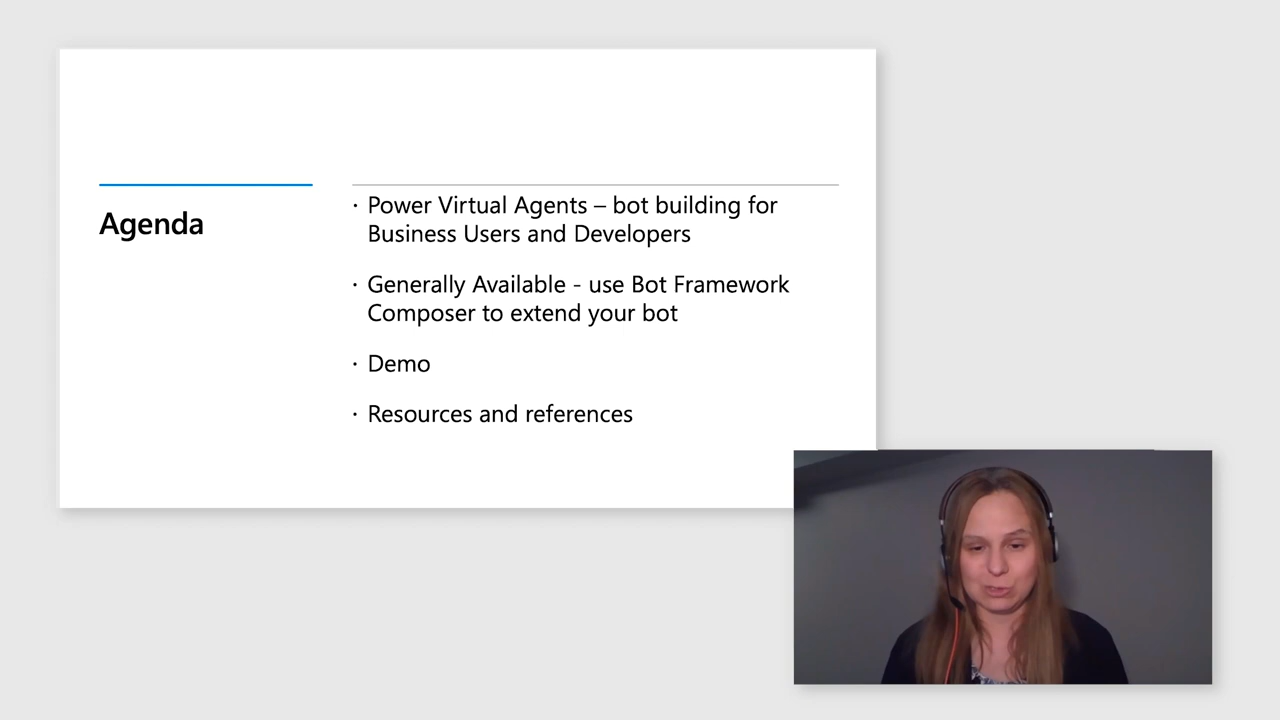 Agenda
· Power Virtual Agents – bot building for
Business Users and Developers
· Generally Available - use Bot Framework
Composer to extend your bot
· Demo
· Resources and references